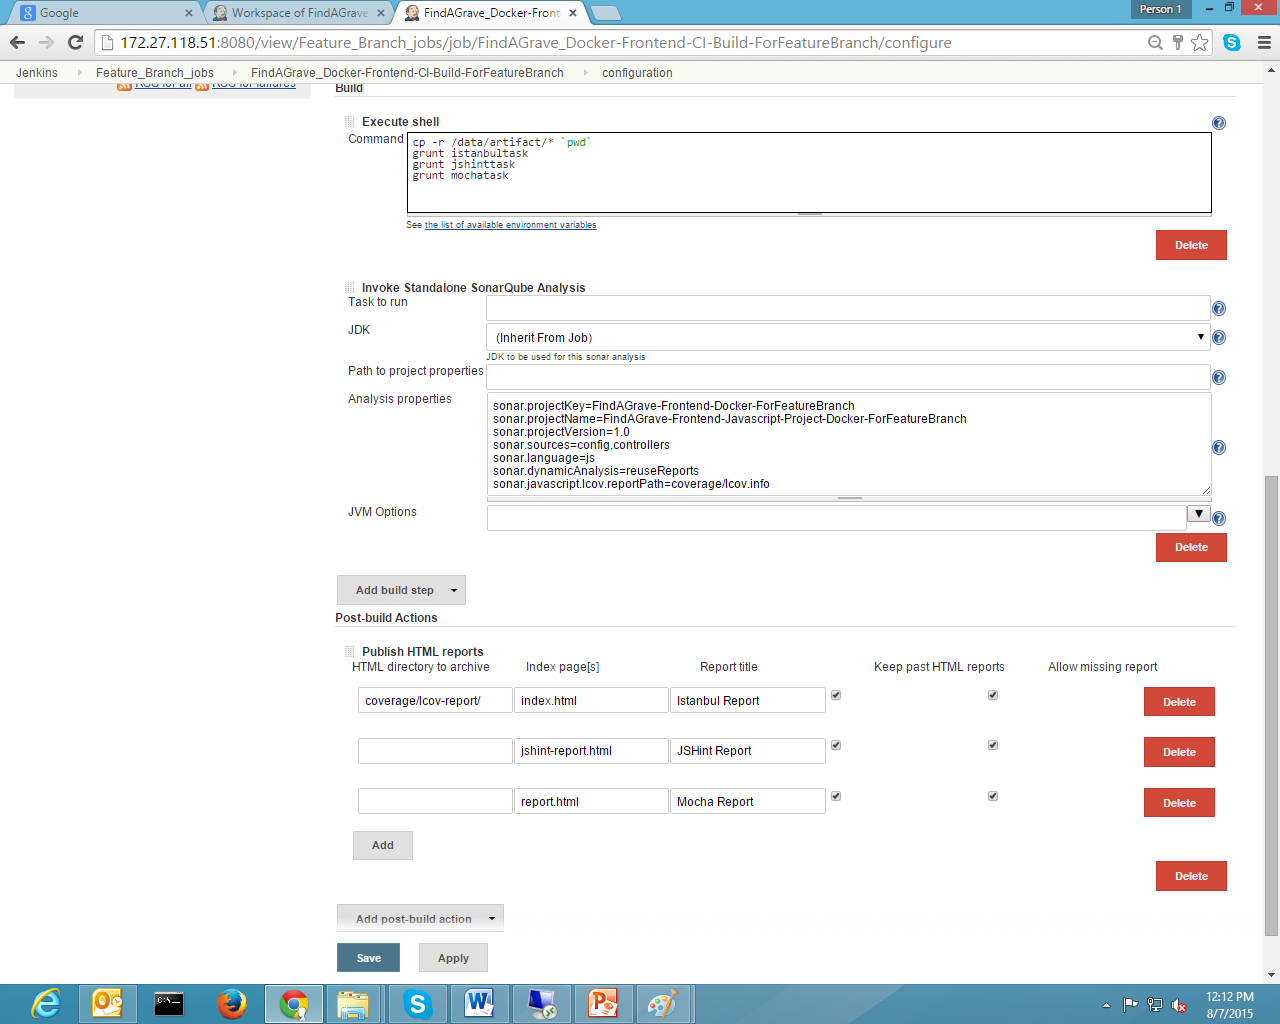 Google
Workspace of FindAGrave
FindAGrave_Docker-Front
Person 1
172.27.118.51:8080/view/Feature_Branch_jobs/job/FindAGrave_Docker-Frontend-CI-Build-ForFeatureBranch/configure
Jenkins
Feature_Branch_jobs
FindAGrave_Docker-Frontend-CI-Build-ForFeatureBranch
configuration
RSS for all
RSS for failures
Build
Execute shell
Command
cp -r /data/artifact/* `pwd`
grunt istanbultask
grunt jshinttask
grunt mochatask
See the list of available environment variables
Delete
Invoke Standalone SonarQube Analysis
Task to run
JDK
(Inherit From Job)
JDK to be used for this sonar analysis
Path to project properties
Analysis properties
sonar.projectKey=FindAGrave-Frontend-Docker-ForFeatureBranch
sonar.projectName=FindAGrave-Frontend-Javascript-Project-Docker-ForFeatureBranch
sonar.projectVersion=1.0
sonar.sources=config,controllers
sonar.language=js
sonar.dynamicAnalysis=reuseReports
sonar.javascript.lcov.reportPath=coverage/lcov.info
JVM Options
Delete
Add build step
Post-build Actions
Publish HTML reports
HTML directory to archive
Index page[s]
Report title
Keep past HTML reports
Allow missing report
coverage/lcov-report/
index.html
Istanbul Report
Delete
jshint-report.html
JSHint Report
Delete
report.html
Mocha Report
Delete
Add
Delete
Add post-build action
Save
Apply
12:12 PM
8/7/2015